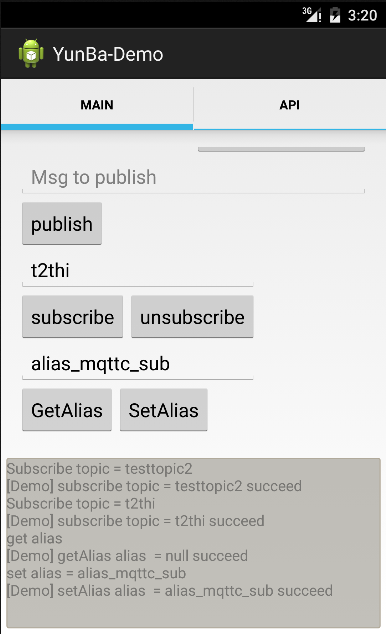 3G 3:20
YunBa-Demo
MAIN API
Msg to publish
publish
t2thi
subscribe unsubscribe
alias_mqttc_sub
GetAlias SetAlias
Subscribe topic = testtopic2
[Demo] subscribe topic = testtopic2 succeed
Subscribe topic = t2thi
[Demo] subscribe topic = t2thi succeed
get alias
[Demo] getAlias alias  = null succeed
set alias = alias_mqttc_sub
[Demo] setAlias alias  = alias_mqttc_sub succeed